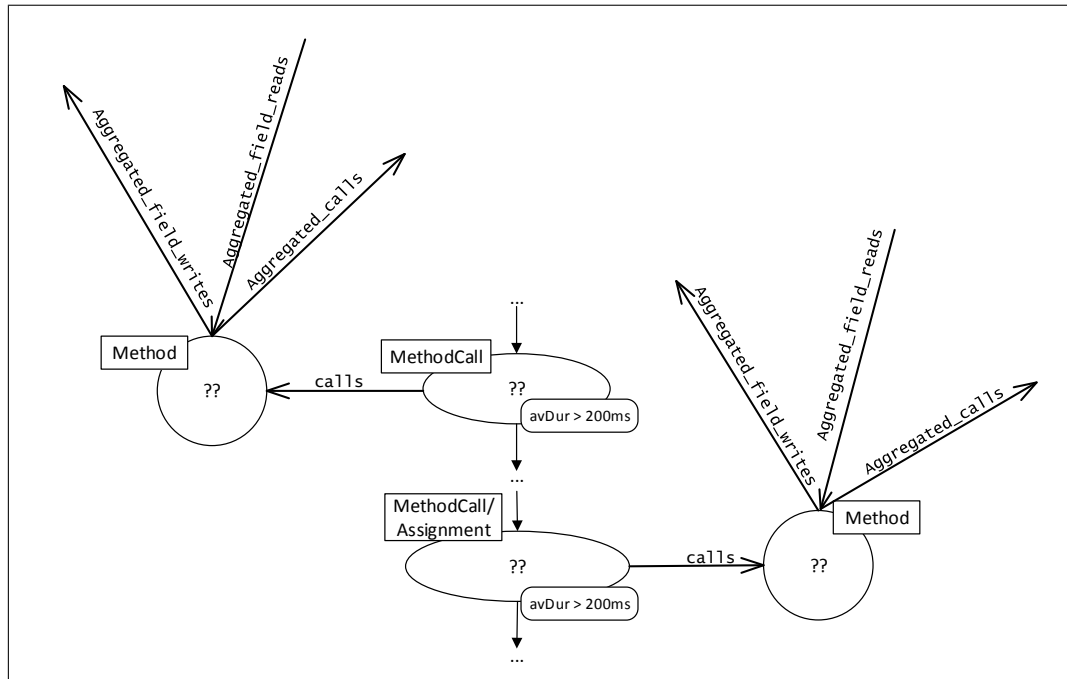 Aggregated_field_writes
Aggregated_field_reads
Aggregated_calls
Method
??
...
MethodCall
??
calls
avDur > 200ms
...
MethodCall/
Assignment
??
avDur > 200ms
calls
...
Aggregated_field_writes
Aggregated_field_reads
Aggregated_calls
Method
??